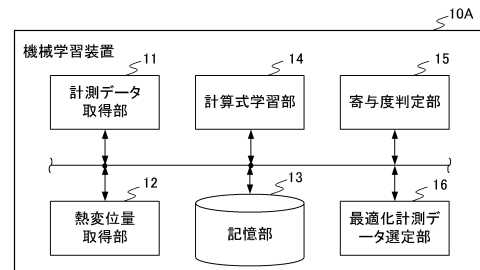 10A
機械学習装置
11
14
15
計測データ
取得部
計算式学習部
寄与度判定部
12
13
16
熱変位量
取得部
記憶部
最適化計測デ
ータ選定部